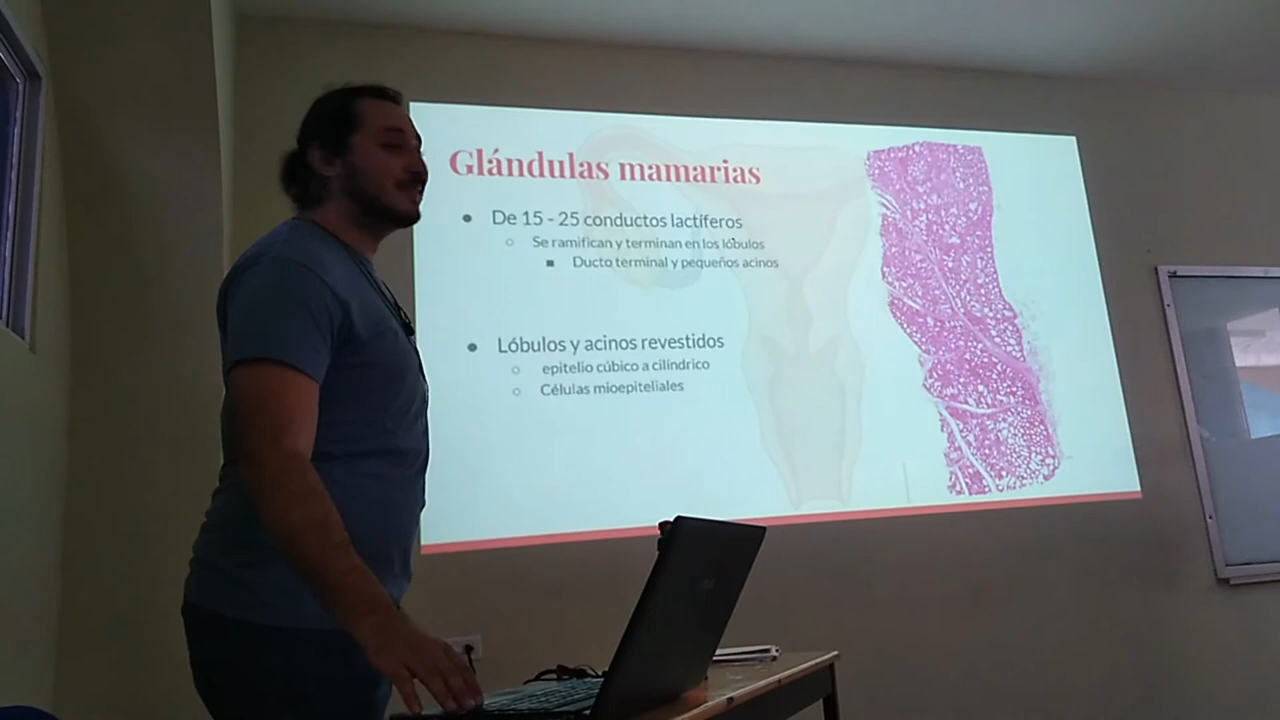 Glándulas mamarias
De 15 - 25 conductos lactíferos
Se ramifican y terminan en los lóbulos
Ducto terminal y pequeños acinos
Lóbulos y acinos revestidos
epitelio cúbico a cilíndrico
Células mioepiteliales